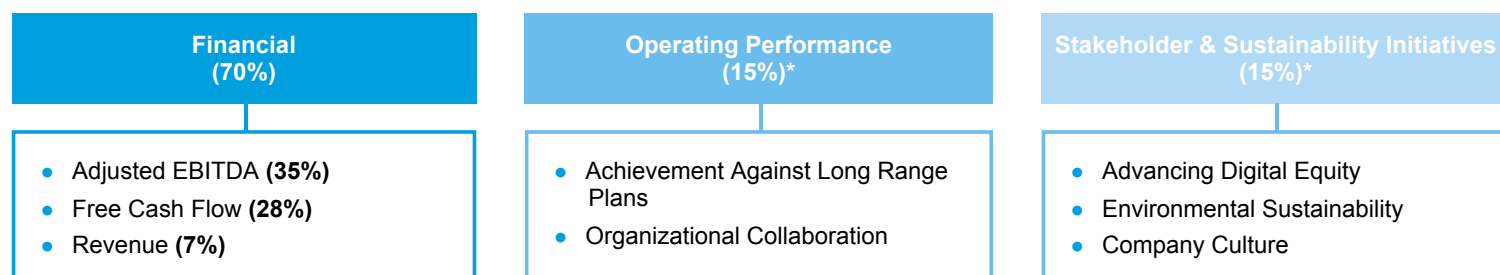 Financial
(70%)
● Adjusted EBITDA (35%)
● Free Cash Flow (28%)
● Revenue (7%)
Operating Performance
(15%)*
● Achievement Against Long Range
Plans
● Organizational Collaboration
Stakeholder & Sustainability Initiatives
(15%)*
● Advancing Digital Equity
● Environmental Sustainability
● Company Culture